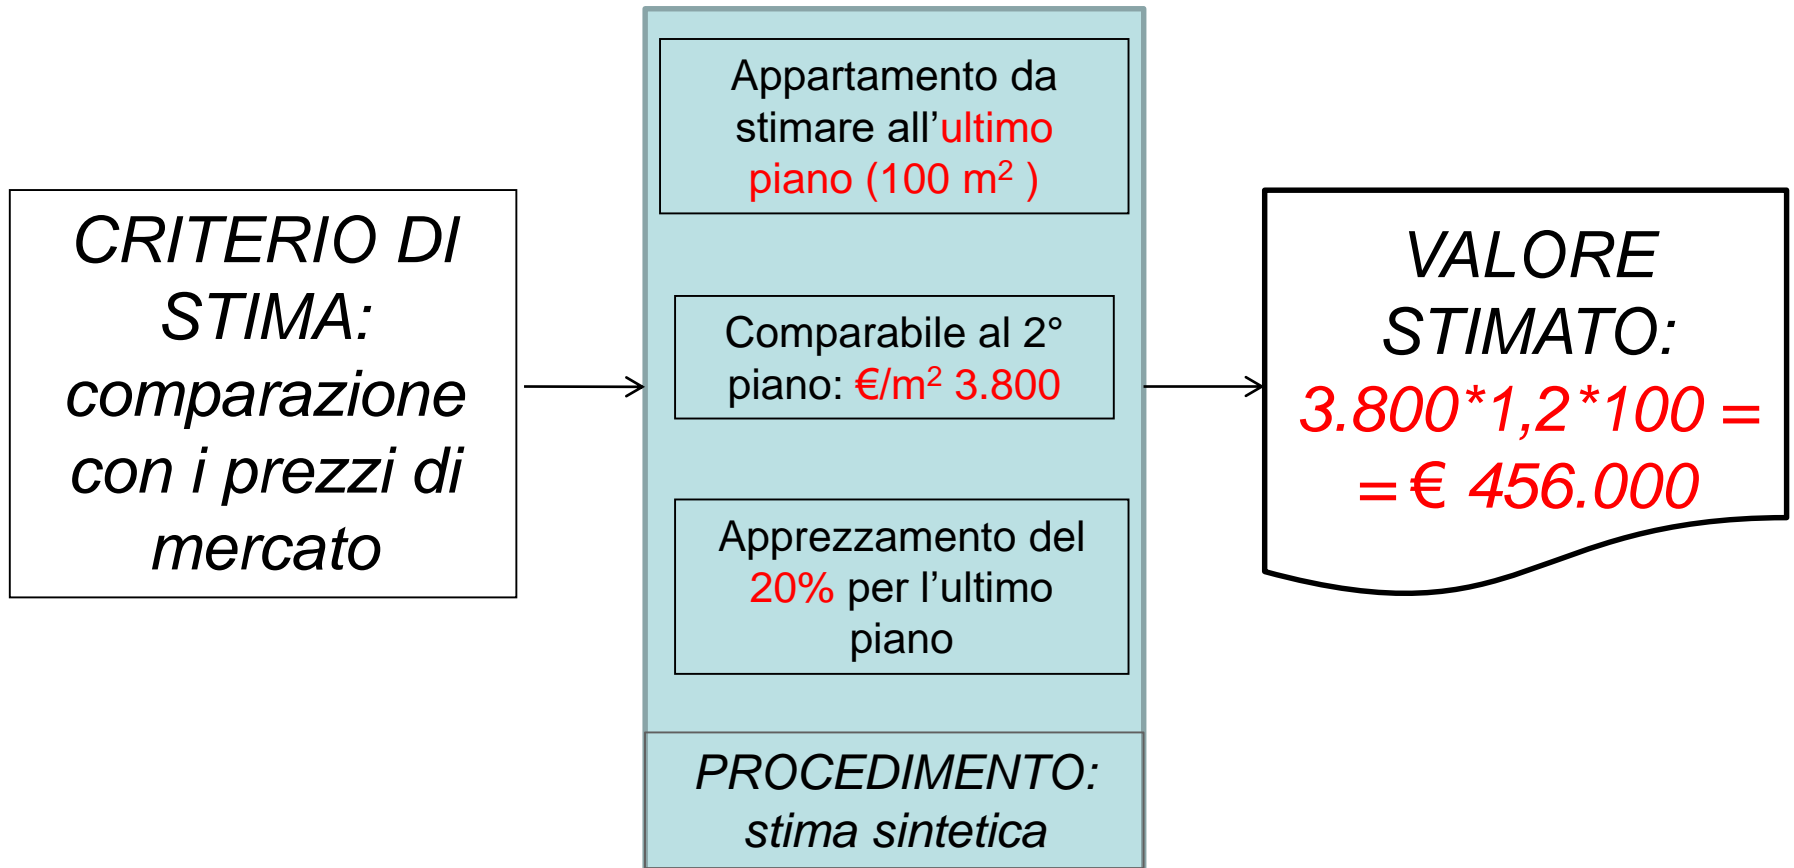 CRITERIO DI
STIMA:
comparazione
con i prezzi di
mercato
Appartamento da
stimare all’ultimo
piano (100 m² )
Comparabile al 2°
piano: €/m² 3.800
Apprezzamento del
20% per l’ultimo
piano
PROCEDIMENTO:
stima sintetica
VALORE
STIMATO:
3.800*1,2*100 =
= € 456.000